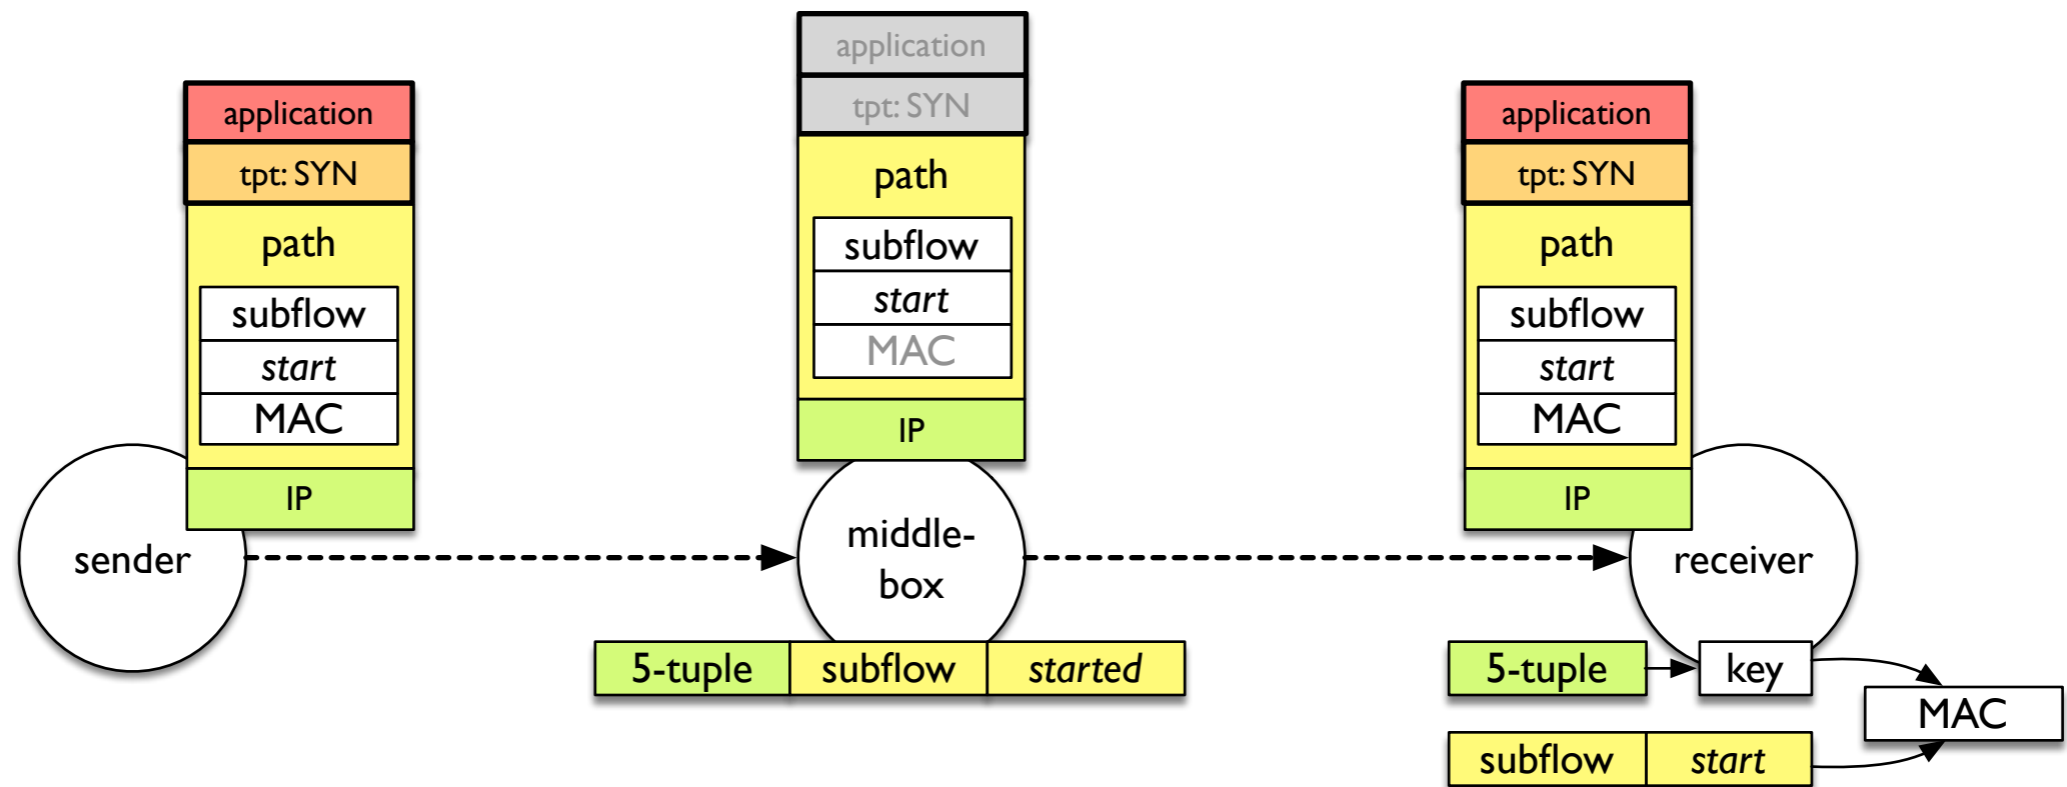 application
tpt: SYN
path
subflow
start
MAC
IP
sender
application
tpt: SYN
path
subflow
start
MAC
IP
middle-
box
5-tuple subflow started
application
tpt: SYN
path
subflow
start
MAC
IP
receiver
5-tuple key
MAC
subflow start